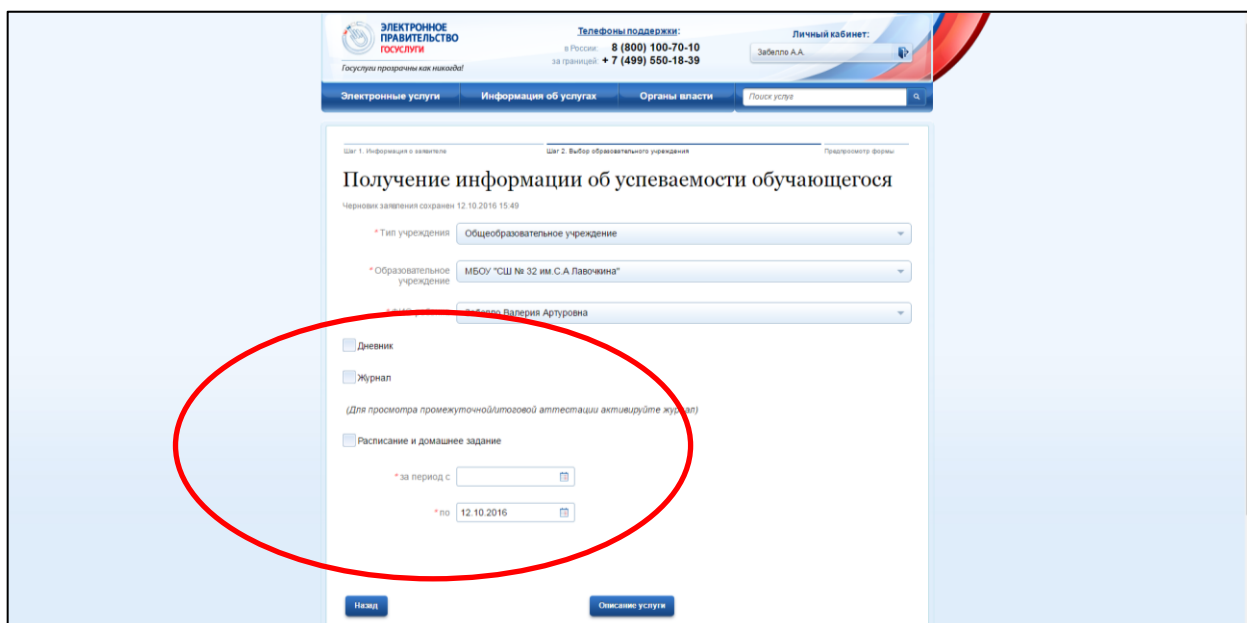 ЭЛЕКТРОННОЕ
ПРАВИТЕЛЬСТВО
ГОСУСЛУГИ
Госуслуги прозрачны как никогда!
Телефоны поддержки:
в России: 8 (800) 100-70-10
за границей: + 7 (499) 550-18-39
Личный кабинет:
Забелло А.А.
Электронные услуги Информация об услугах Органы власти Поиск услуг
Шаг 1. Информация о заявителе Шаг 2. Выбор образовательного учреждения Предпросмотр формы
Получение информации об успеваемости обучающегося
Черновик заявления сохранен 12.10.2016 15:49
*Тип учреждения Общеобразовательное учреждение
*Образовательное учреждение МБОУ "СШ № 32 им.С.А.Лавочкина"
Валерия Артуровна
Дневник
Журнал
(Для просмотра промежуточной/итоговой аттестации активируйте журнал)
Расписание и домашнее задание
*за период с
*по 12.10.2016
Назад Описание услуги